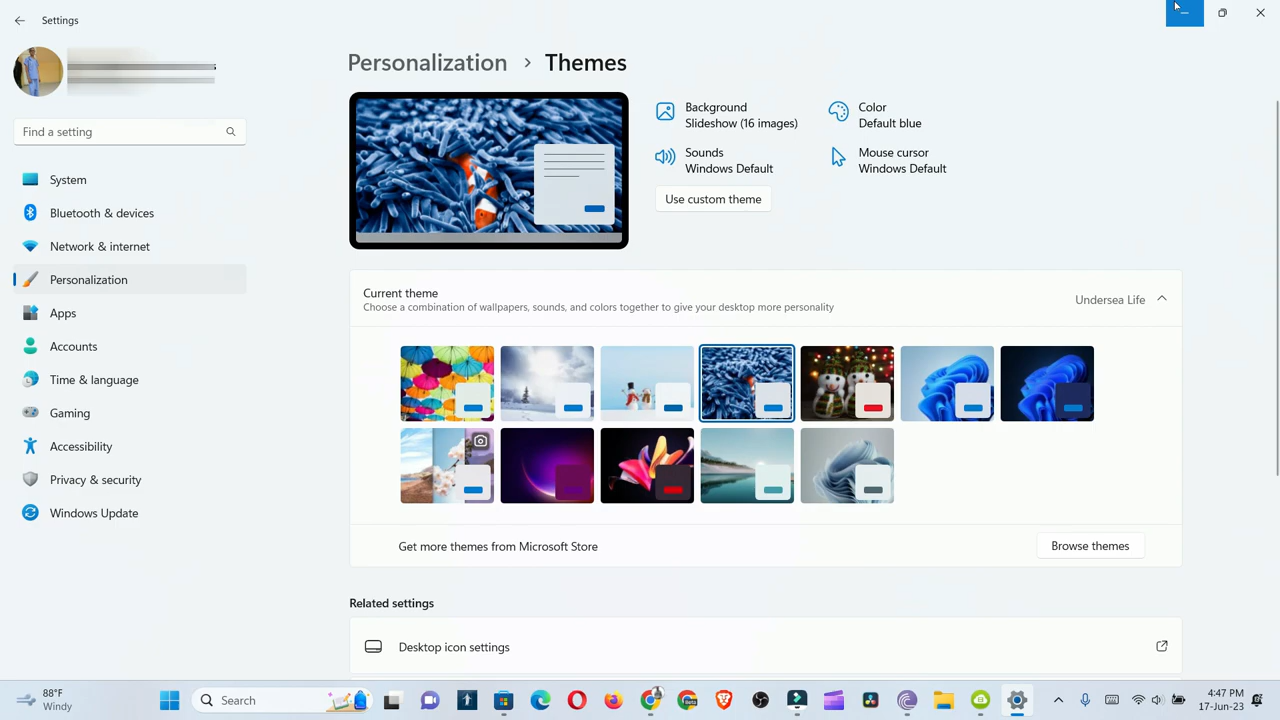 Settings
Find a setting
System
Bluetooth & devices
Network & internet
Personalization
Apps
Accounts
Time & language
Gaming
Accessibility
Privacy & security
Windows Update
Personalization > Themes
Background
Slideshow (16 images)
Color
Default blue
Sounds
Windows Default
Mouse cursor
Windows Default
Use custom theme
Current theme
Choose a combination of wallpapers, sounds, and colors together to give your desktop more personality
Undersea Life
Get more themes from Microsoft Store
Browse themes
Related settings
Desktop icon settings
88°F
Windy
Search
Beta
4:47 PM
17-Jun-23